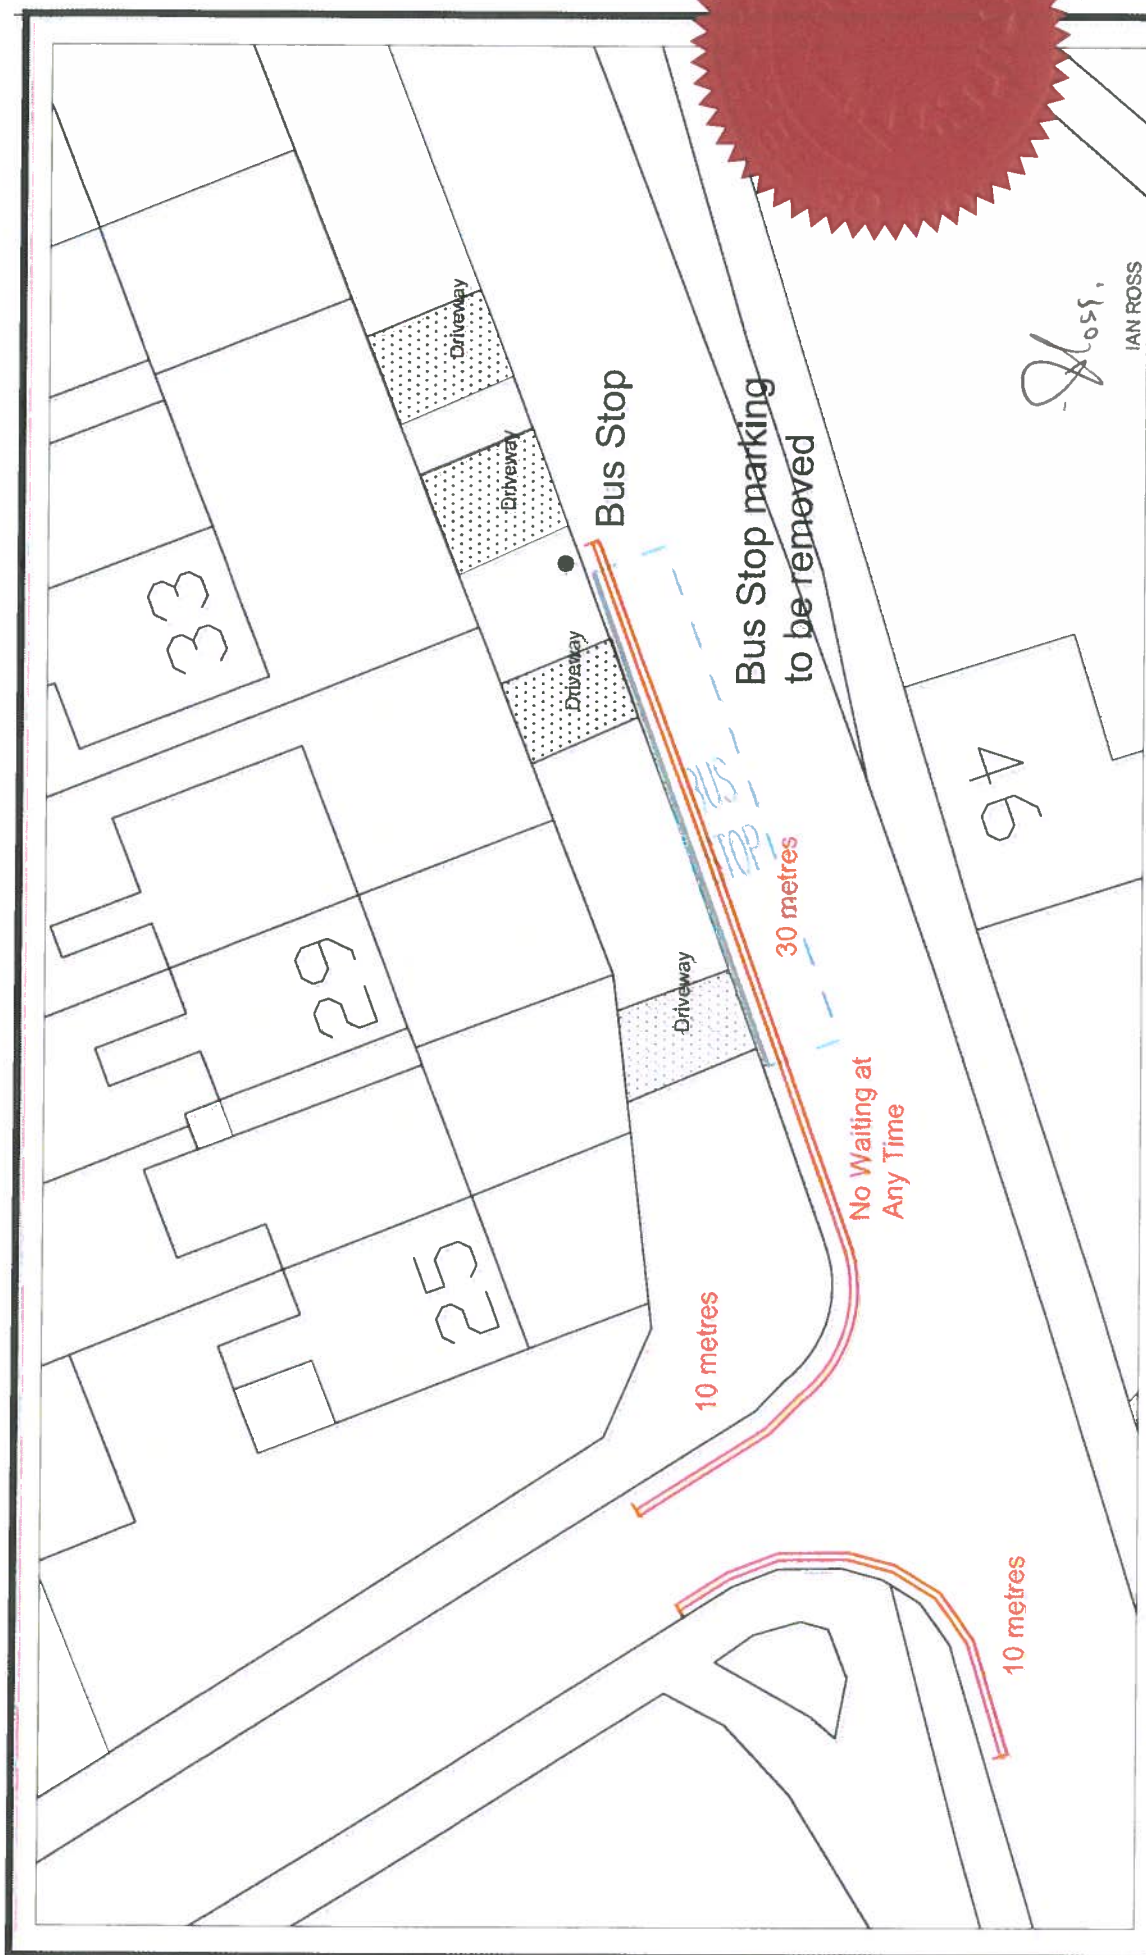 33
29
25
46
Driveway
Driveway
Driveway
Driveway
Bus Stop
Bus Stop marking
to be removed
BUS
30 metres
No Waiting at
Any Time
10 metres
10 metres
IAN ROSS